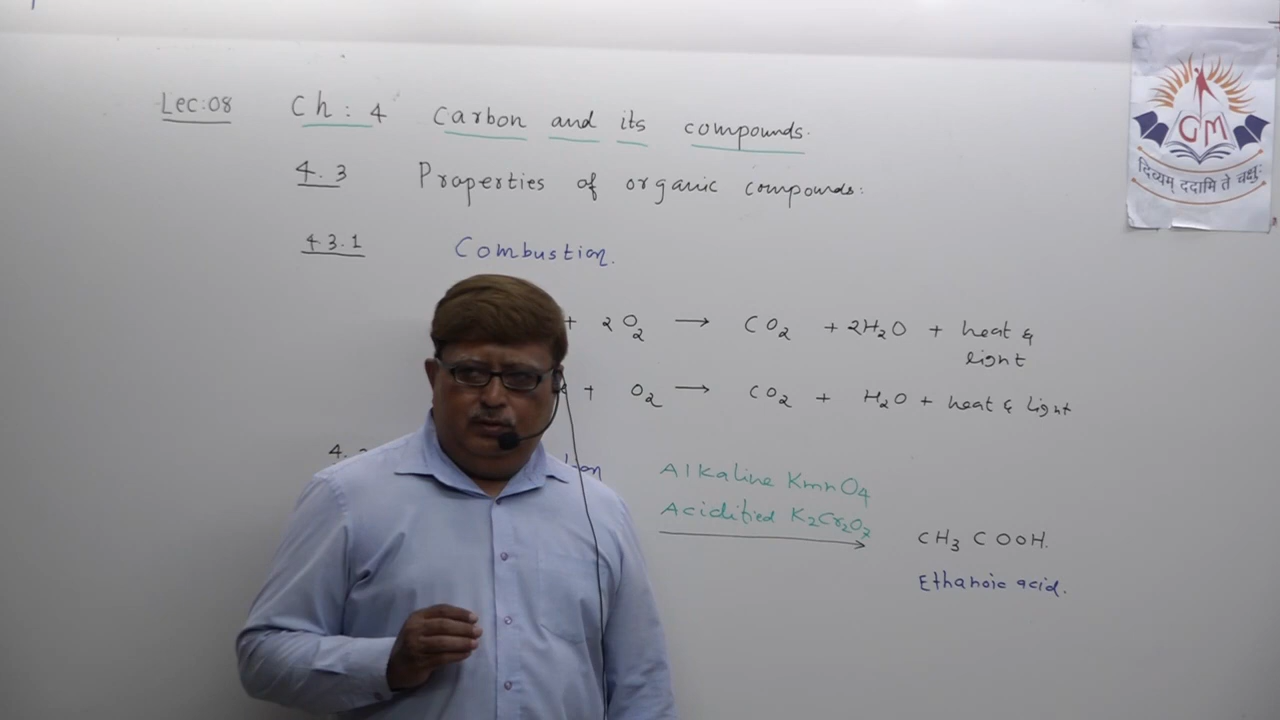 Lec:08 Ch: 4 Carbon and its compounds.
4.3 Properties of organic compounds:
4.3.1 Combustion.
+ 2O2 → CO2 + 2H2O + heat &
light
+ O2 → CO2 + H2O + heat & light
Alkaline KmnO4
Acidified K2Cr2O7
CH3COOH.
Ethanoic acid.
GM
दिव्यम् ददामि ते चक्षुः